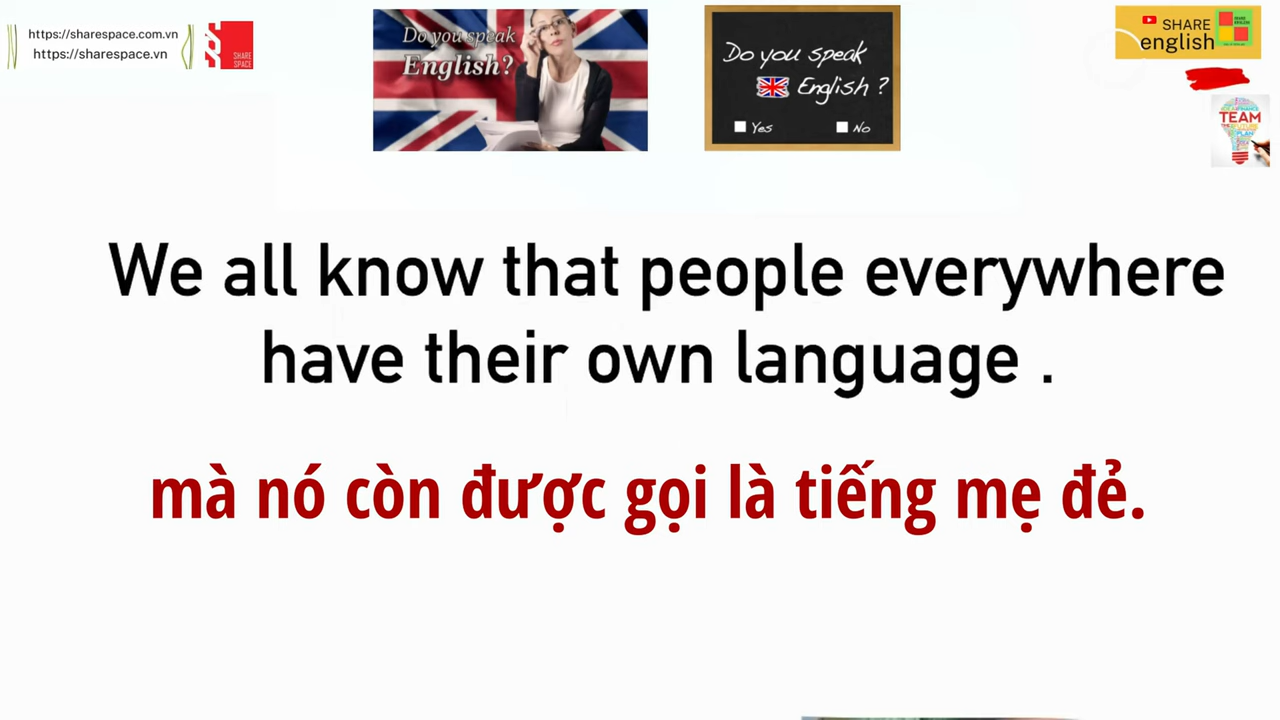 https://sharespace.com.vn
https://sharespace.vn
SHARE
SPACE
Do you speak
English?
Do you speak
English ?
Yes
No
SHARE
english
TEAM
PLAN
We all know that people everywhere
have their own language .
mà nó còn được gọi là tiếng mẹ đẻ.